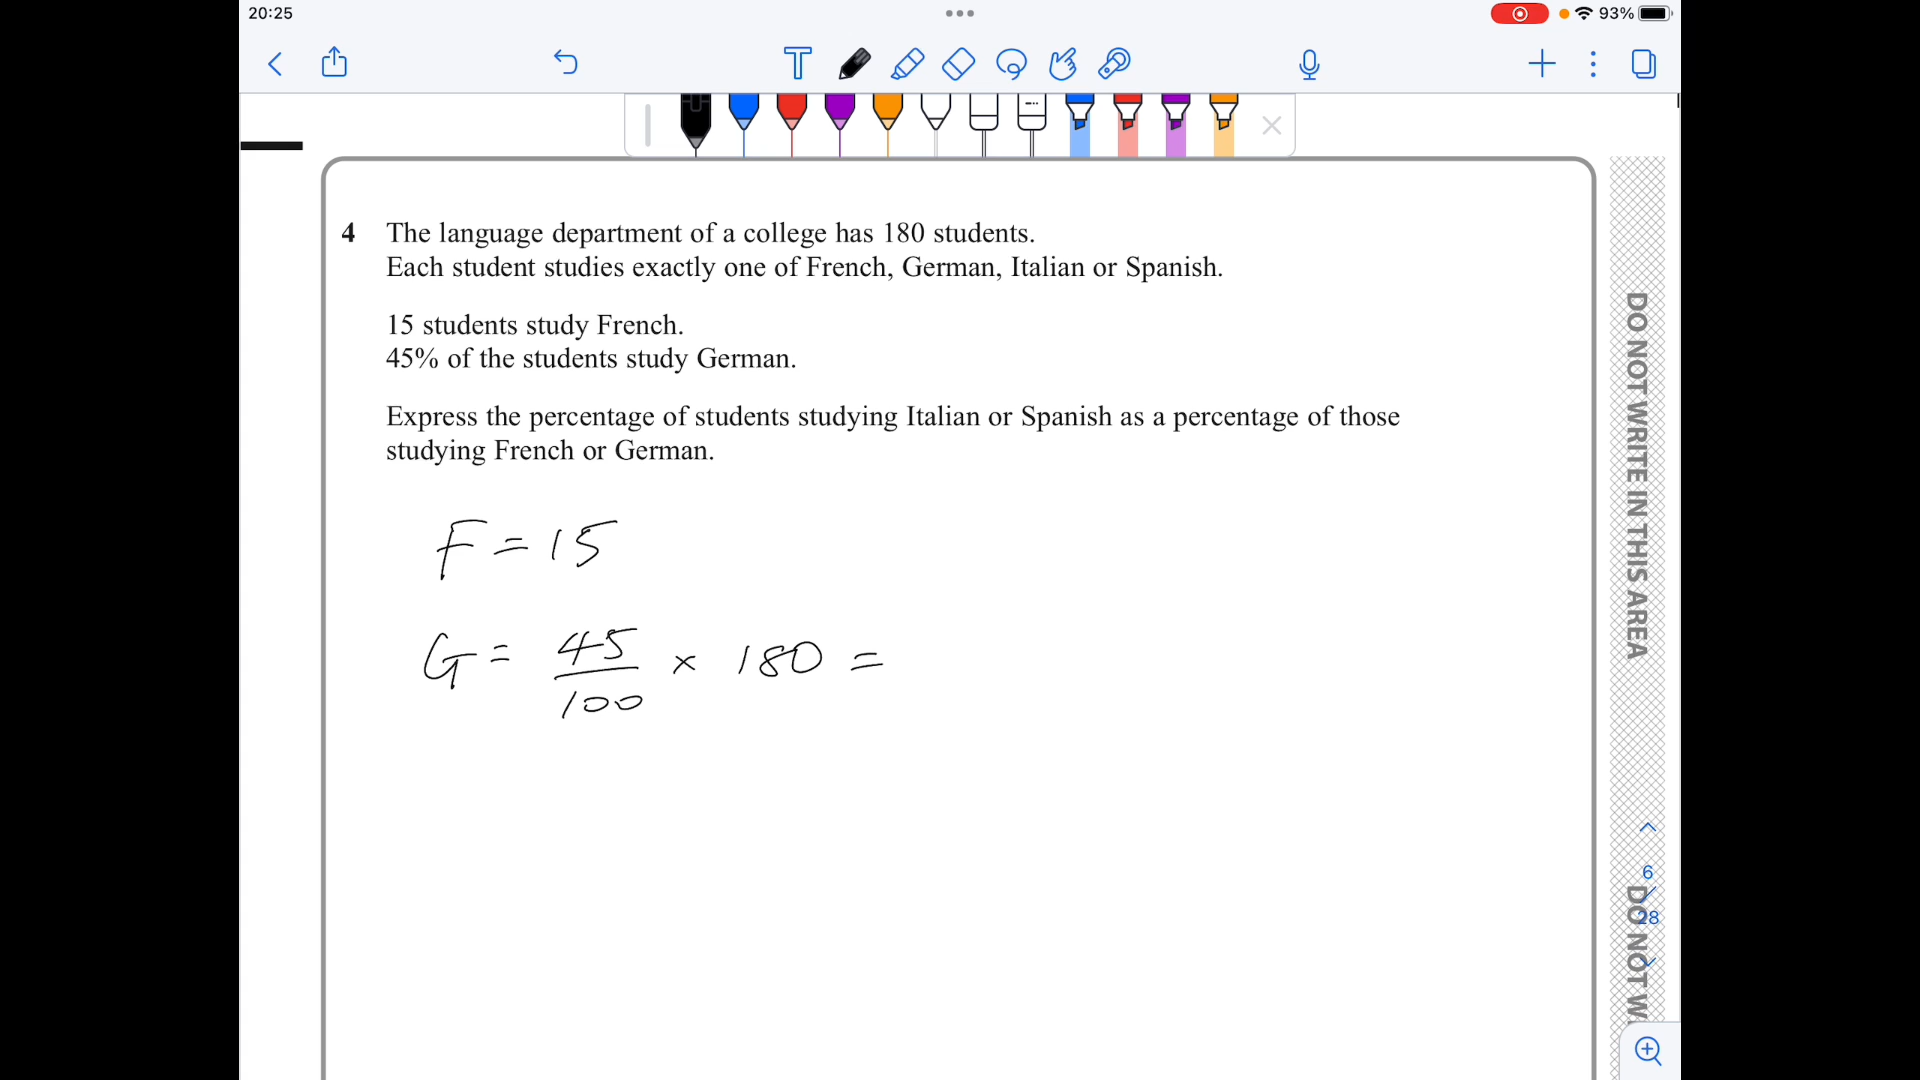 20:25
93%
4 The language department of a college has 180 students.
Each student studies exactly one of French, German, Italian or Spanish.
15 students study French.
45% of the students study German.
Express the percentage of students studying Italian or Spanish as a percentage of those
studying French or German.
F = 15
G = 45/100 × 180 =
DO NOT WRITE IN THIS AREA
6
28
DO NOT W